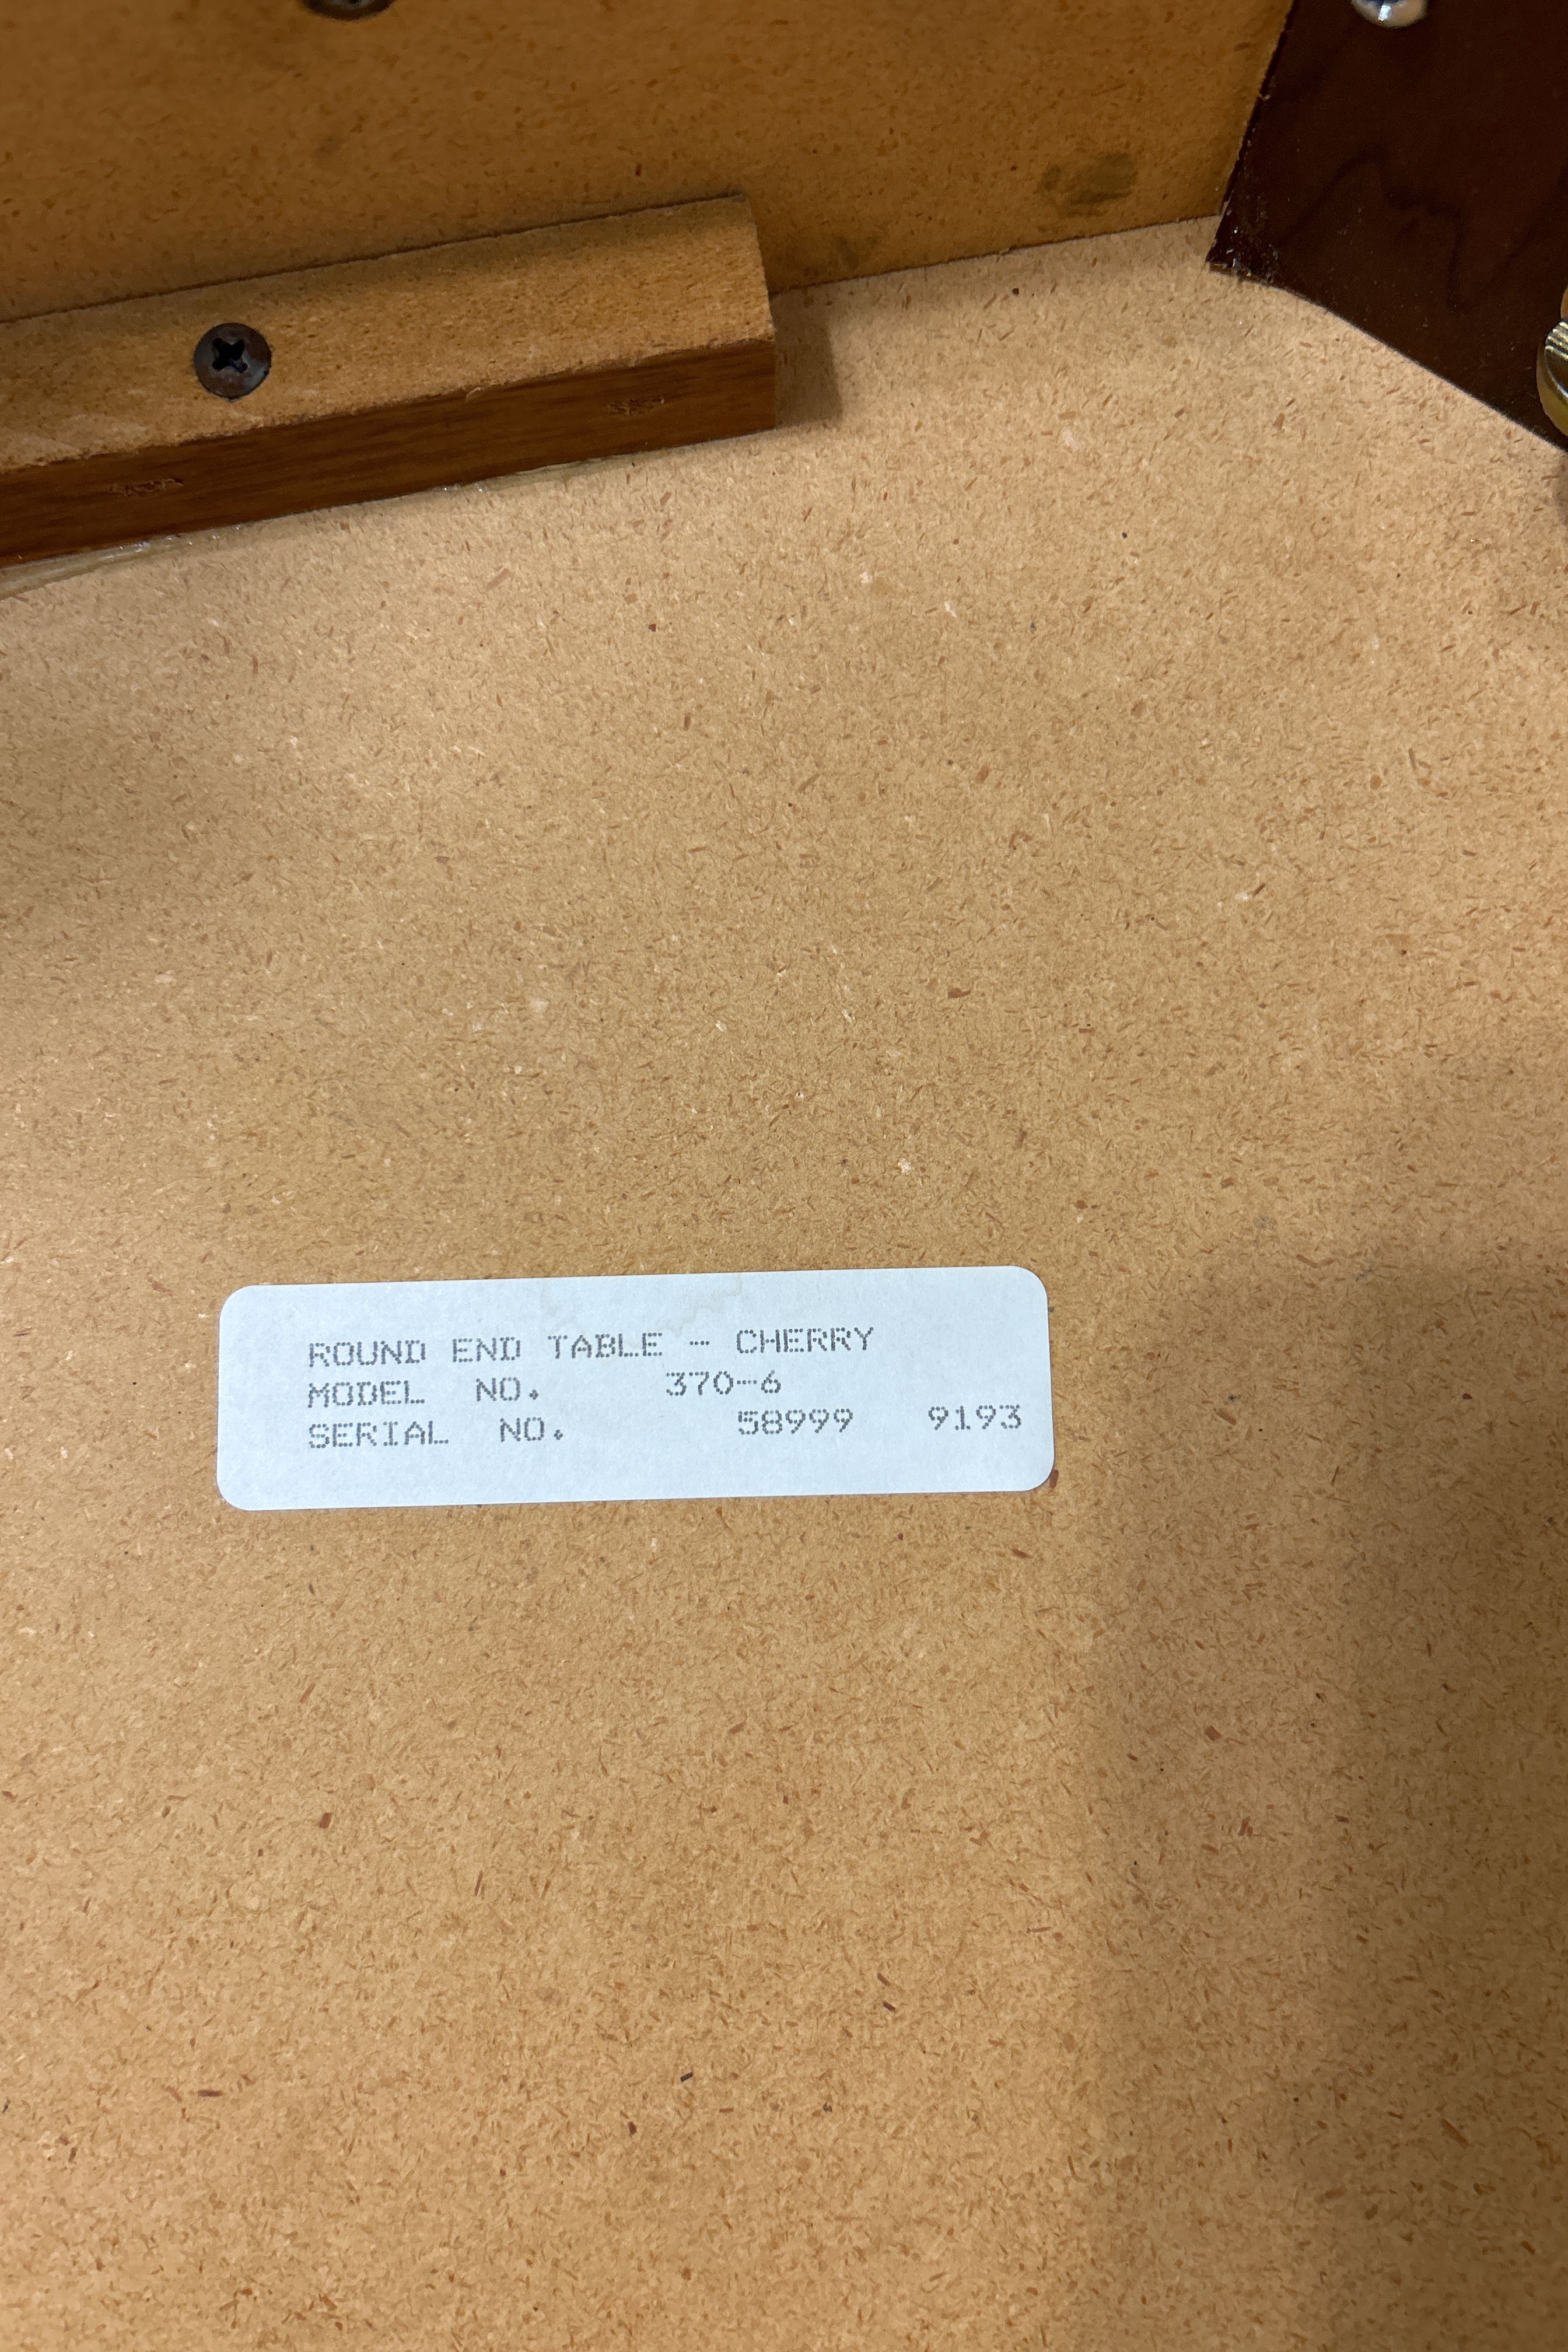 ROUND END TABLE - CHERRY
MODEL NO. 370-6
SERIAL NO. 58999 9193